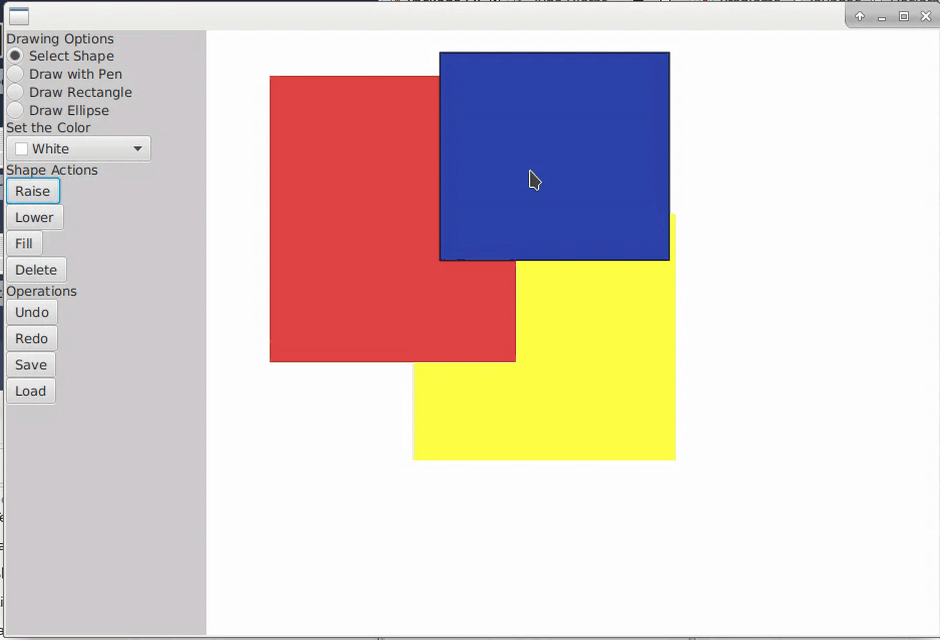 Drawing Options
Select Shape
Draw with Pen
Draw Rectangle
Draw Ellipse
Set the Color
White
Shape Actions
Raise
Lower
Fill
Delete
Operations
Undo
Redo
Save
Load